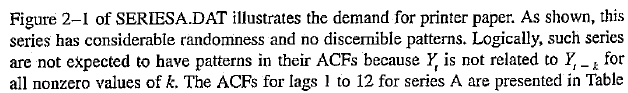 Figure 2–1 of SERIESA.DAT illustrates the demand for printer paper. As shown, this
series has considerable randomness and no discernible patterns. Logically, such series
are not expected to have patterns in their ACFs because Yₜ is not related to Yₜ₋ₖ for
all nonzero values of k. The ACFs for lags 1 to 12 for series A are presented in Table